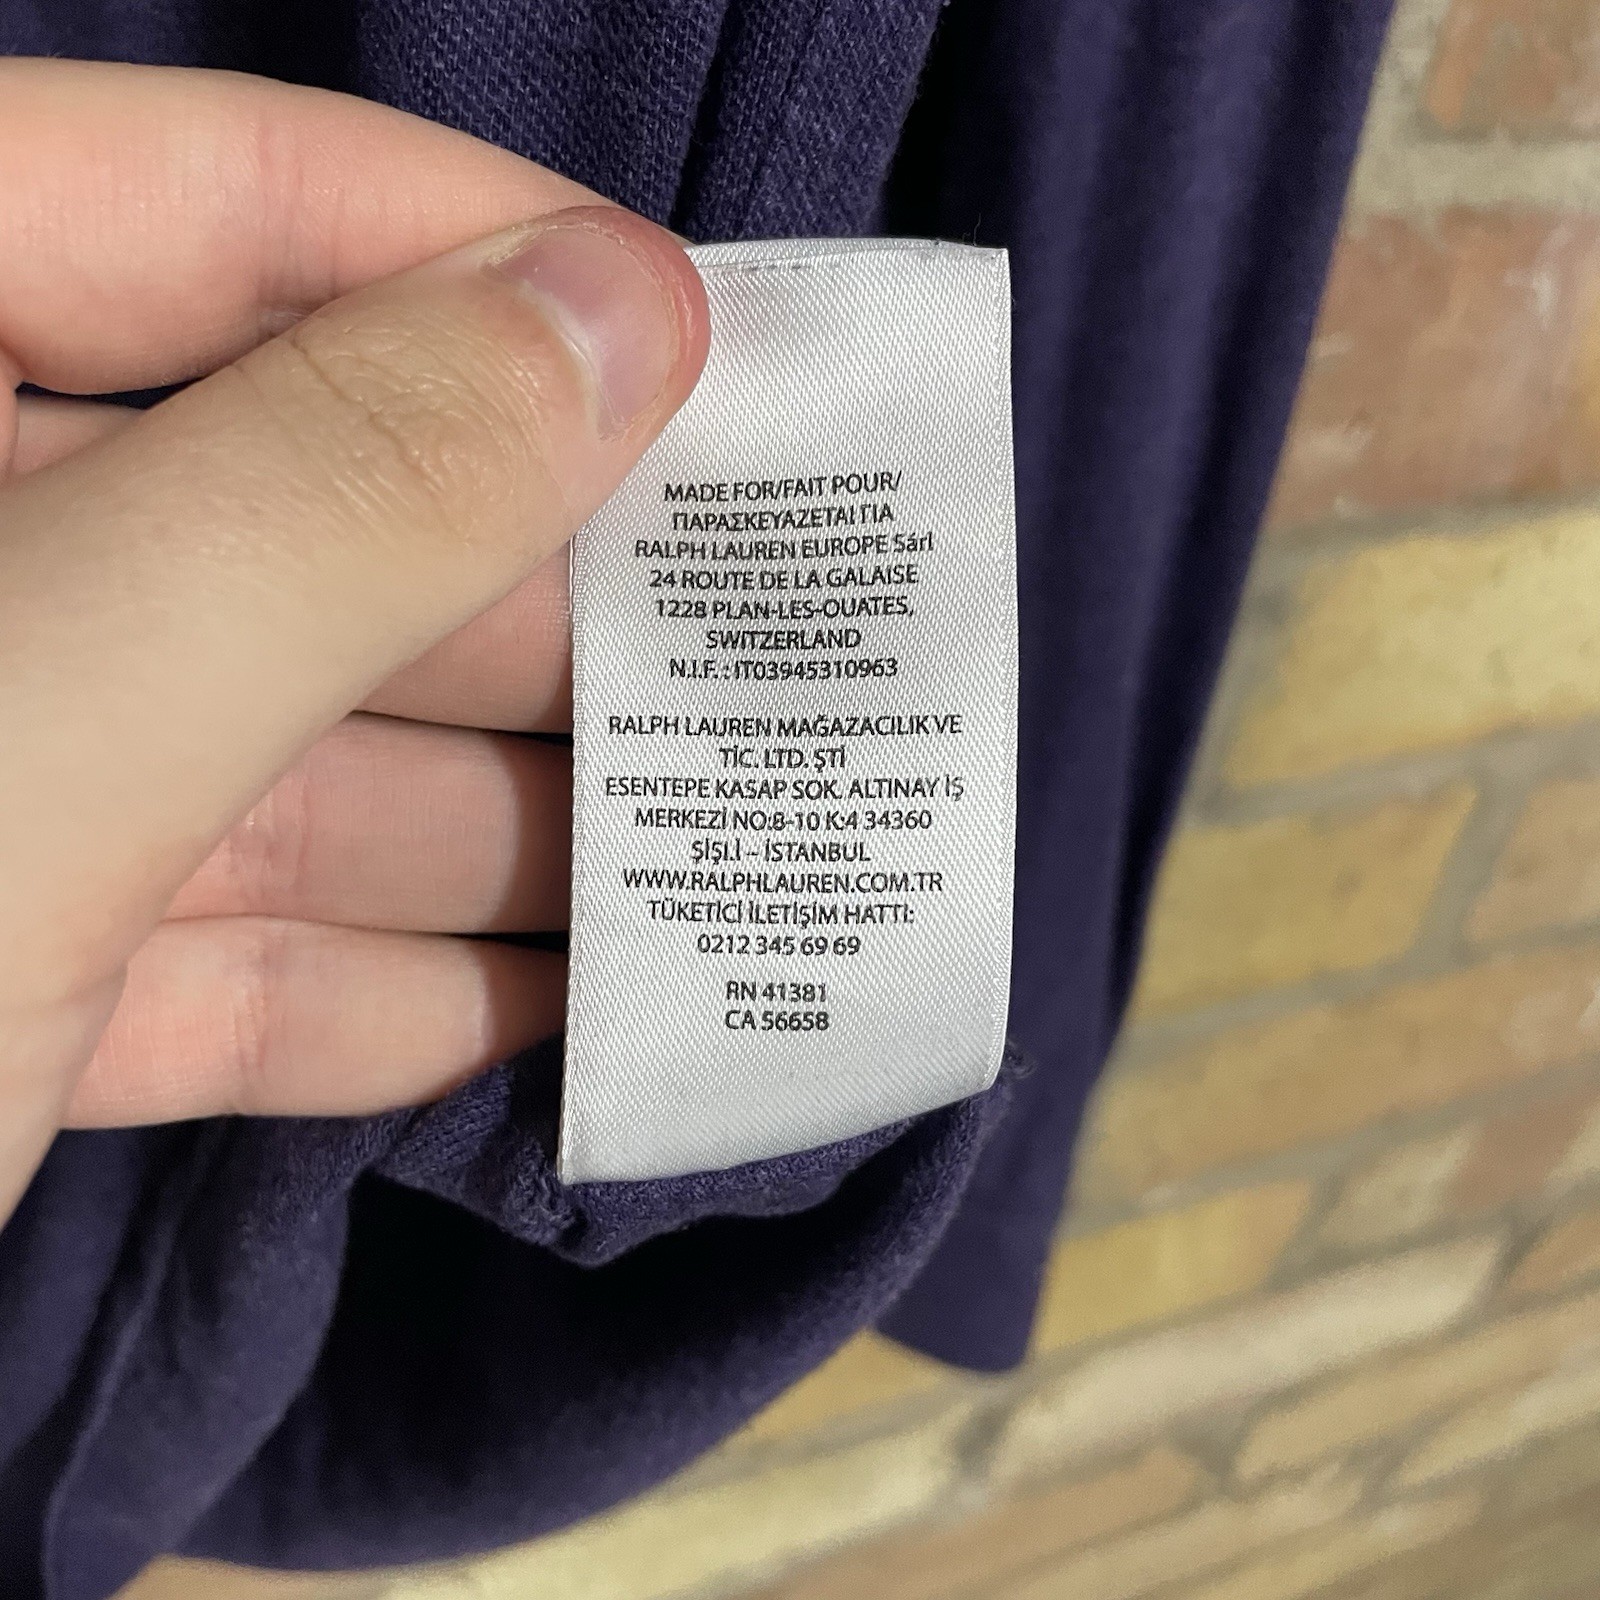 MADE FOR/FAIT POUR/
ΠΑΡΑΣΚΕΥΑΖΕΤΑΙ ΓΙΑ
RALPH LAUREN EUROPE Sárl
24 ROUTE DE LA GALAISE
1228 PLAN-LES-OUATES,
SWITZERLAND
N.I.F. : IT03945310963
RALPH LAUREN MAĞAZACILIK VE
TİC. LTD. ŞTİ
ESENTEPE KASAP SOK. ALTINAY İŞ
MERKEZİ NO:8-10 K:4 34360
ŞİŞLİ – İSTANBUL
WWW.RALPHLAUREN.COM.TR
TÜKETİCİ İLETİŞİM HATTI:
0212 345 69 69
RN 41381
CA 56658